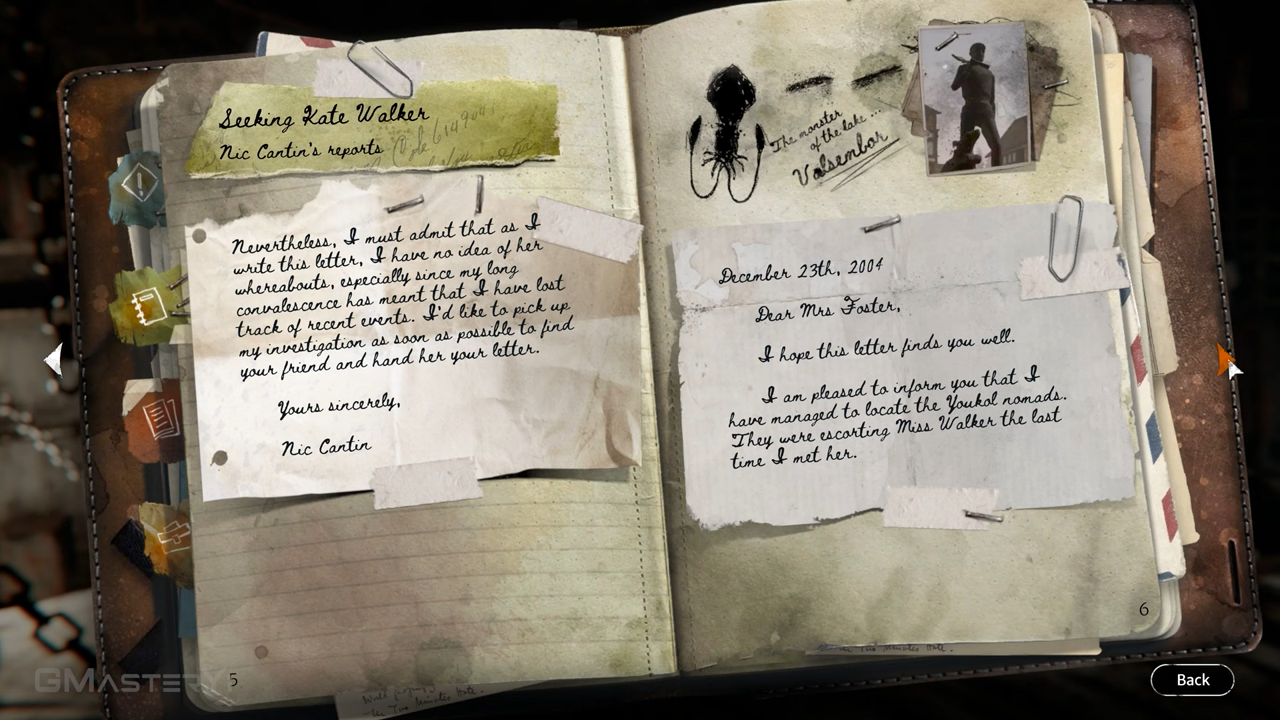 Seeking Kate Walker
Nic Cantin's reports
Nevertheless, I must admit that as I
write this letter, I have no idea of her
whereabouts, especially since my long
convalescence has meant that I have lost
track of recent events. I'd like to pick up
my investigation as soon as possible to find
your friend and hand her your letter.
Yours sincerely,
Nic Cantin
5
The monster
of the lake ...
Valsembor
December 23th, 2004
Dear Mrs Foster,
I hope this letter finds you well.
I am pleased to inform you that I
have managed to locate the Youkol nomads.
They were escorting Miss Walker the last
time I met her.
6
Back
GMastery